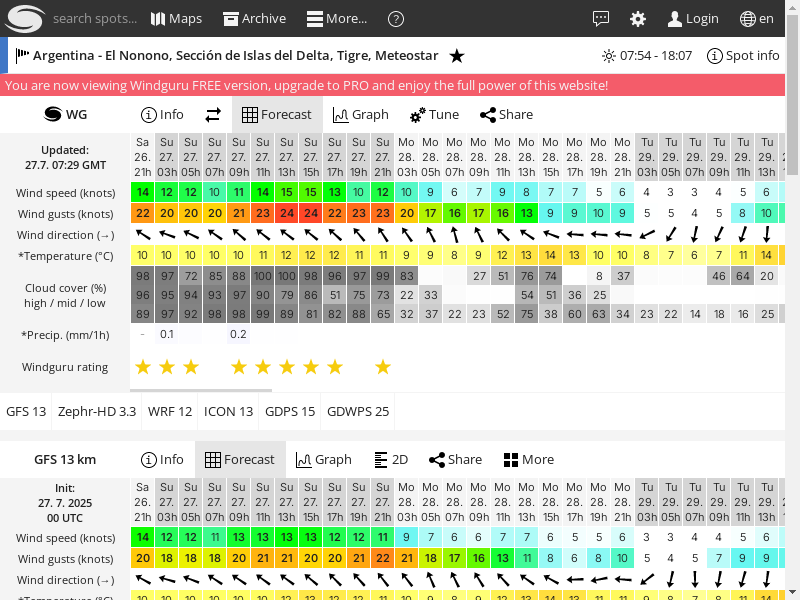 search spots... Maps Archive More... ? Login en
Argentina - El Nonono, Sección de Islas del Delta, Tigre, Meteostar ★ 07:54 - 18:07 Spot info
You are now viewing Windguru FREE version, upgrade to PRO and enjoy the full power of this website!
WG Info Forecast Graph Tune Share
Updated:
27.7. 07:29 GMT
Sa Su Su Su Su Su Su Su Su Su Su Mo Mo Mo Mo Mo Mo Mo Mo Mo Mo Tu Tu Tu Tu Tu Tu
26. 27. 27. 27. 27. 27. 27. 27. 27. 27. 27. 28. 28. 28. 28. 28. 28. 28. 28. 28. 28. 29. 29. 29. 29. 29. 29.
21h 03h 05h 07h 09h 11h 13h 15h 17h 19h 21h 03h 05h 07h 09h 11h 13h 15h 17h 19h 21h 03h 05h 07h 09h 11h 13h
Wind speed (knots) 14 12 12 10 11 14 15 15 13 10 12 10 9 6 7 9 8 7 7 5 6 4 3 3 4 5 6
Wind gusts (knots) 22 20 20 20 21 23 24 24 22 23 23 20 17 16 17 16 13 9 9 10 9 5 5 4 5 8 10
Wind direction (→)
*Temperature (°C) 10 10 10 10 10 11 12 12 12 11 11 9 9 8 9 12 13 14 13 10 10 8 7 6 7 11 14
Cloud cover (%)
high / mid / low
98 97 72 85 88 100 100 98 96 97 99 83 27 51 76 74 8 37 46 64 20
96 95 94 93 97 90 79 86 51 75 73 22 33 54 51 36 25
89 97 92 98 98 99 89 81 82 88 65 32 37 22 23 52 75 38 60 63 34 23 22 14 18 16 25
*Precip. (mm/1h) - 0.1 0.2
Windguru rating
GFS 13 Zephr-HD 3.3 WRF 12 ICON 13 GDPS 15 GDWPS 25
GFS 13 km Info Forecast Graph 2D Share More
Init:
27. 7. 2025
00 UTC
Sa Su Su Su Su Su Su Su Su Su Su Mo Mo Mo Mo Mo Mo Mo Mo Mo Mo Tu Tu Tu Tu Tu Tu
26. 27. 27. 27. 27. 27. 27. 27. 27. 27. 27. 28. 28. 28. 28. 28. 28. 28. 28. 28. 28. 29. 29. 29. 29. 29. 29.
21h 03h 05h 07h 09h 11h 13h 15h 17h 19h 21h 03h 05h 07h 09h 11h 13h 15h 17h 19h 21h 03h 05h 07h 09h 11h 13h
Wind speed (knots) 14 12 12 11 13 13 13 13 12 12 11 9 7 6 6 7 7 6 5 5 6 3 3 4 4 5 6
Wind gusts (knots) 20 18 18 18 20 21 21 20 20 21 22 21 18 17 16 13 11 8 6 8 10 5 4 5 7 9 9
Wind direction (→)